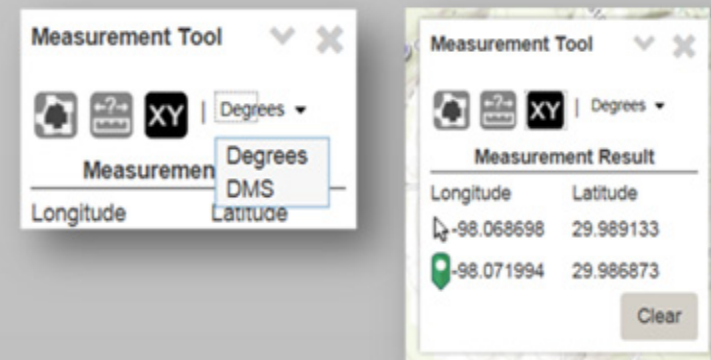 Measurement Tool
XY | Degrees
Degrees
DMS
Measuremen
Longitude Latitude
Measurement Tool
XY | Degrees
Measurement Result
Longitude Latitude
-98.068698 29.989133
-98.071994 29.986873
Clear